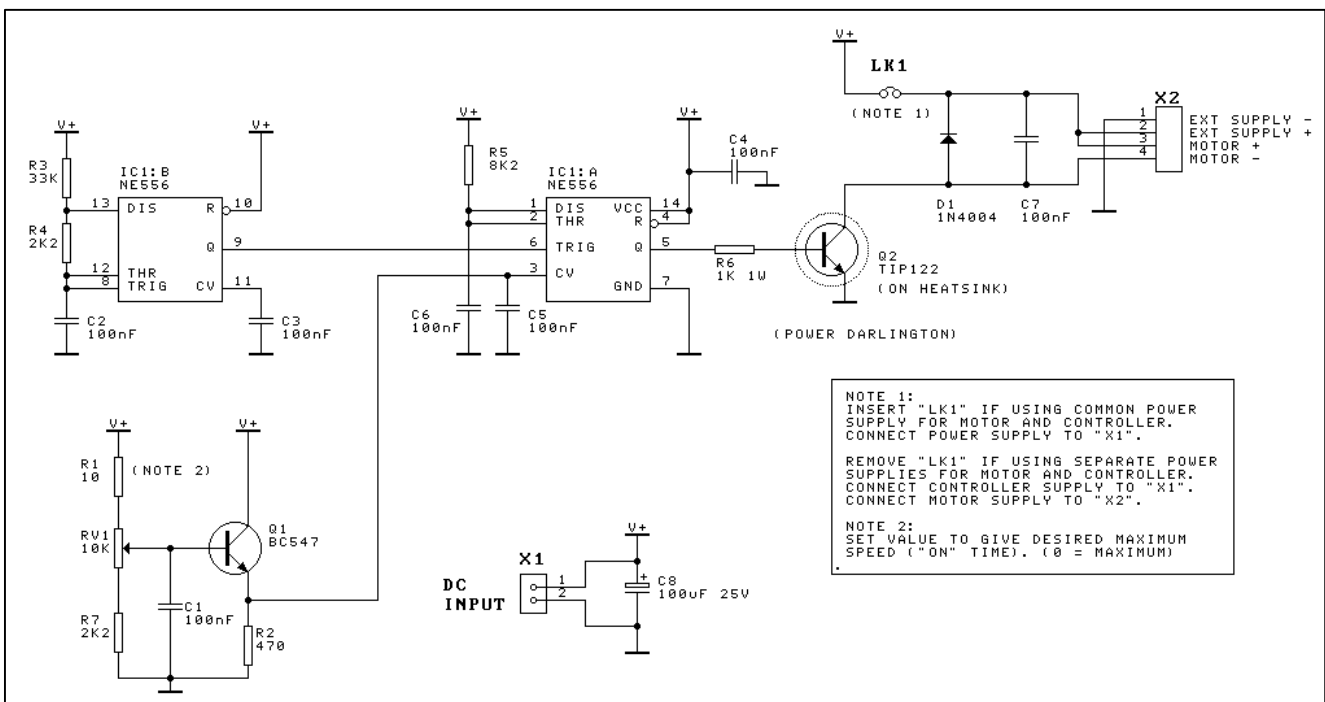 V+
LK1
(NOTE 1)
X2
1 EXT SUPPLY -
2 EXT SUPPLY +
3 MOTOR +
4 MOTOR -
D1
1N4004
C7
100nF
V+
V+
R3
33K
R4
2K2
IC1:B
NE556
13 DIS
R 10
Q 9
12 THR
8 TRIG
CV 11
C2
100nF
C3
100nF
V+
V+
R5
8K2
IC1:A
NE556
C4
100nF
1 DIS
2 THR
6 TRIG
3 CV
VCC 14
R 4
Q 5
GND 7
C6
100nF
C5
100nF
R6
1K 1W
Q2
TIP122
(ON HEATSINK)
(POWER DARLINGTON)
V+
V+
R1
10
(NOTE 2)
RV1
10K
Q1
BC547
C1
100nF
R7
2K2
R2
470
V+
X1
DC
INPUT
1
2
+
C8
100uF 25V
NOTE 1:
INSERT "LK1" IF USING COMMON POWER
SUPPLY FOR MOTOR AND CONTROLLER.
CONNECT POWER SUPPLY TO "X1".
REMOVE "LK1" IF USING SEPARATE POWER
SUPPLIES FOR MOTOR AND CONTROLLER.
CONNECT CONTROLLER SUPPLY TO "X1".
CONNECT MOTOR SUPPLY TO "X2".
NOTE 2:
SET VALUE TO GIVE DESIRED MAXIMUM
SPEED ("ON" TIME). (0 = MAXIMUM)
.